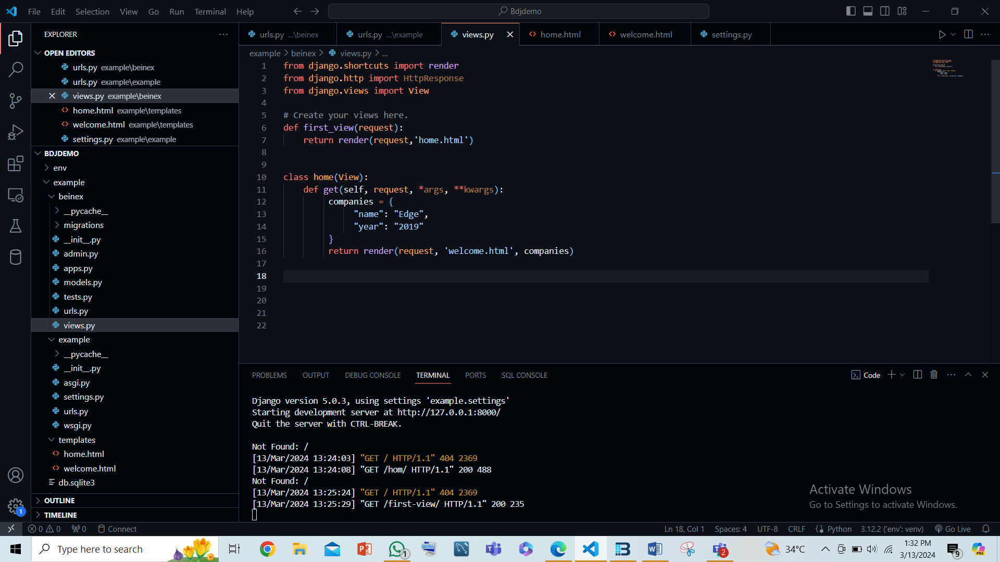 File Edit Selection View Go Run Terminal Help
Bdjdemo
EXPLORER
OPEN EDITORS
urls.py example\beinex
urls.py example\example
views.py example\beinex
home.html example\templates
welcome.html example\templates
settings.py example\example
BDJDEMO
env
example
beinex
__pycache__
migrations
__init__.py
admin.py
apps.py
models.py
tests.py
urls.py
views.py
example
__pycache__
__init__.py
asgi.py
settings.py
urls.py
wsgi.py
templates
home.html
welcome.html
db.sqlite3
OUTLINE
TIMELINE
urls.py ...\beinex urls.py ...\example views.py home.html welcome.html settings.py
example > beinex > views.py > ...
1 from django.shortcuts import render
2 from django.http import HttpResponse
3 from django.views import View
4
5 # Create your views here.
6 def first_view(request):
7 return render(request,'home.html')
8
9
10 class home(View):
11 def get(self, request, *args, **kwargs):
12 companies = {
13 "name": "Edge",
14 "year": "2019"
15 }
16 return render(request, 'welcome.html', companies)
17
18
19
20
21
22
PROBLEMS OUTPUT DEBUG CONSOLE TERMINAL PORTS SQL CONSOLE
Code
Django version 5.0.3, using settings 'example.settings'
Starting development server at http://127.0.0.1:8000/
Quit the server with CTRL-BREAK.
Not Found: /
[13/Mar/2024 13:24:03] "GET / HTTP/1.1" 404 2369
[13/Mar/2024 13:24:08] "GET /hom/ HTTP/1.1" 200 488
Not Found: /
[13/Mar/2024 13:25:24] "GET / HTTP/1.1" 404 2369
[13/Mar/2024 13:25:29] "GET /first-view/ HTTP/1.1" 200 235
Activate Windows
Go to Settings to activate Windows.
1
0 0 0 Connect
Ln 18, Col 1 Spaces: 4 UTF-8 CRLF Python 3.12.2 ('env': venv) Go Live
Type here to search
1
2
34°C
1:32 PM
3/13/2024
9
PRE